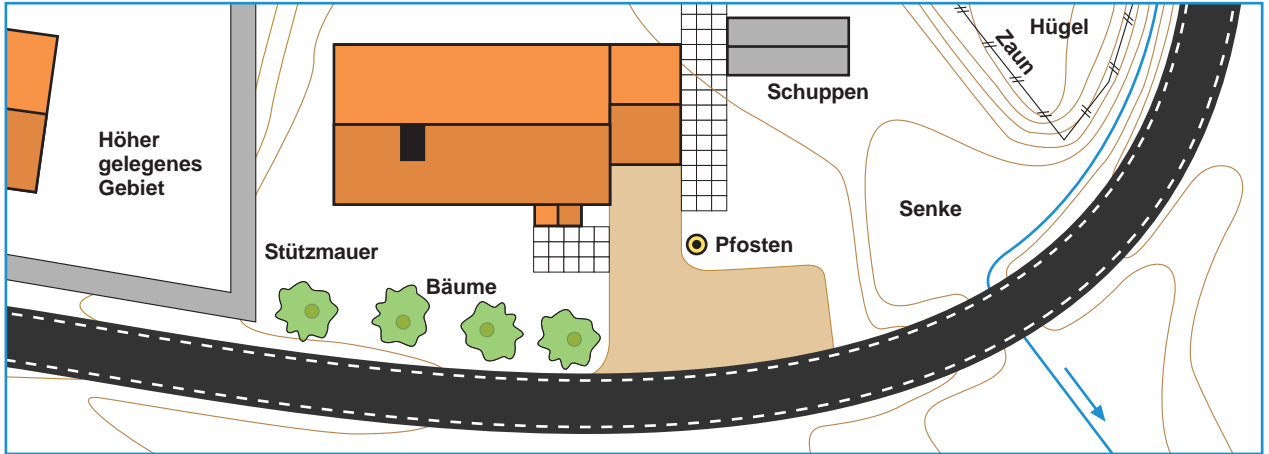 Hügel
Zaun
Schuppen
Höher
gelegenes
Gebiet
Senke
Pfosten
Stützmauer
Bäume